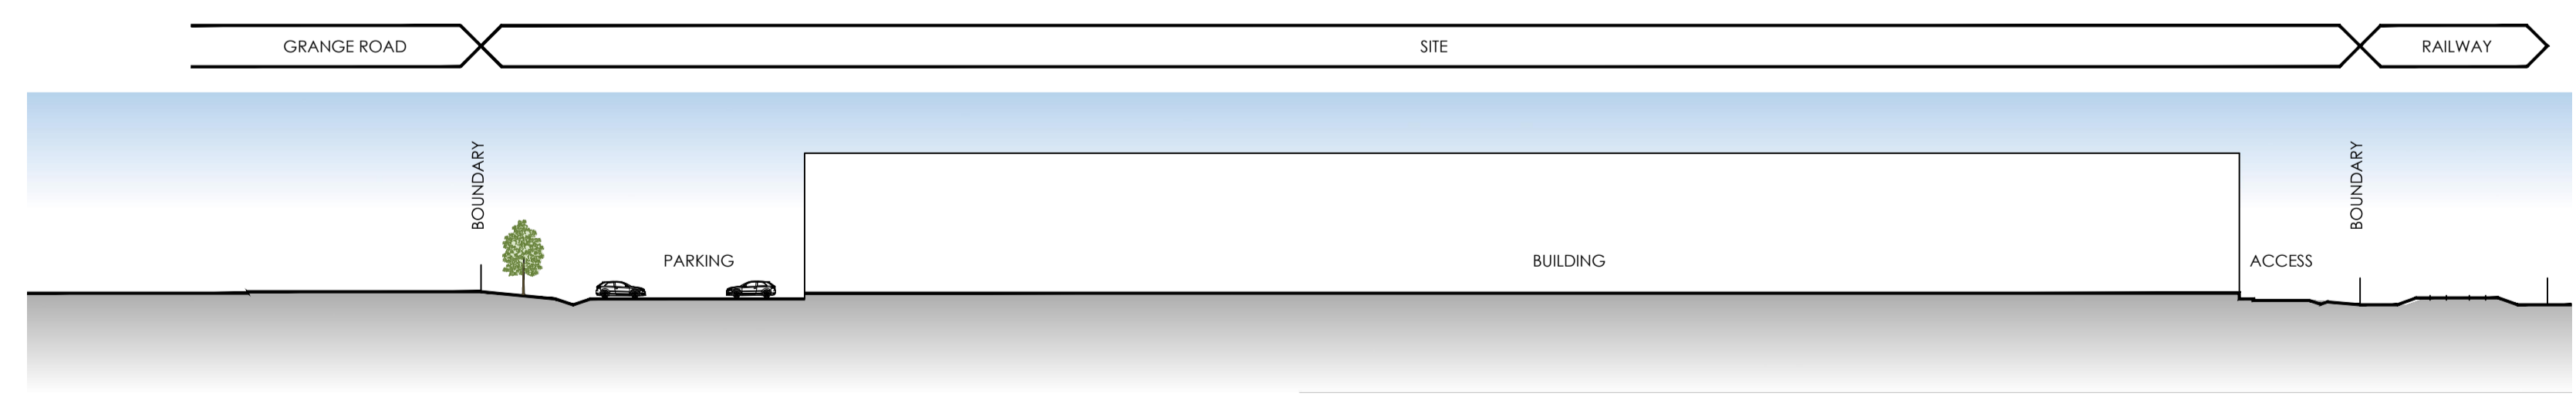 GRANGE ROAD
SITE
RAILWAY
BOUNDARY
BOUNDARY
PARKING
BUILDING
ACCESS